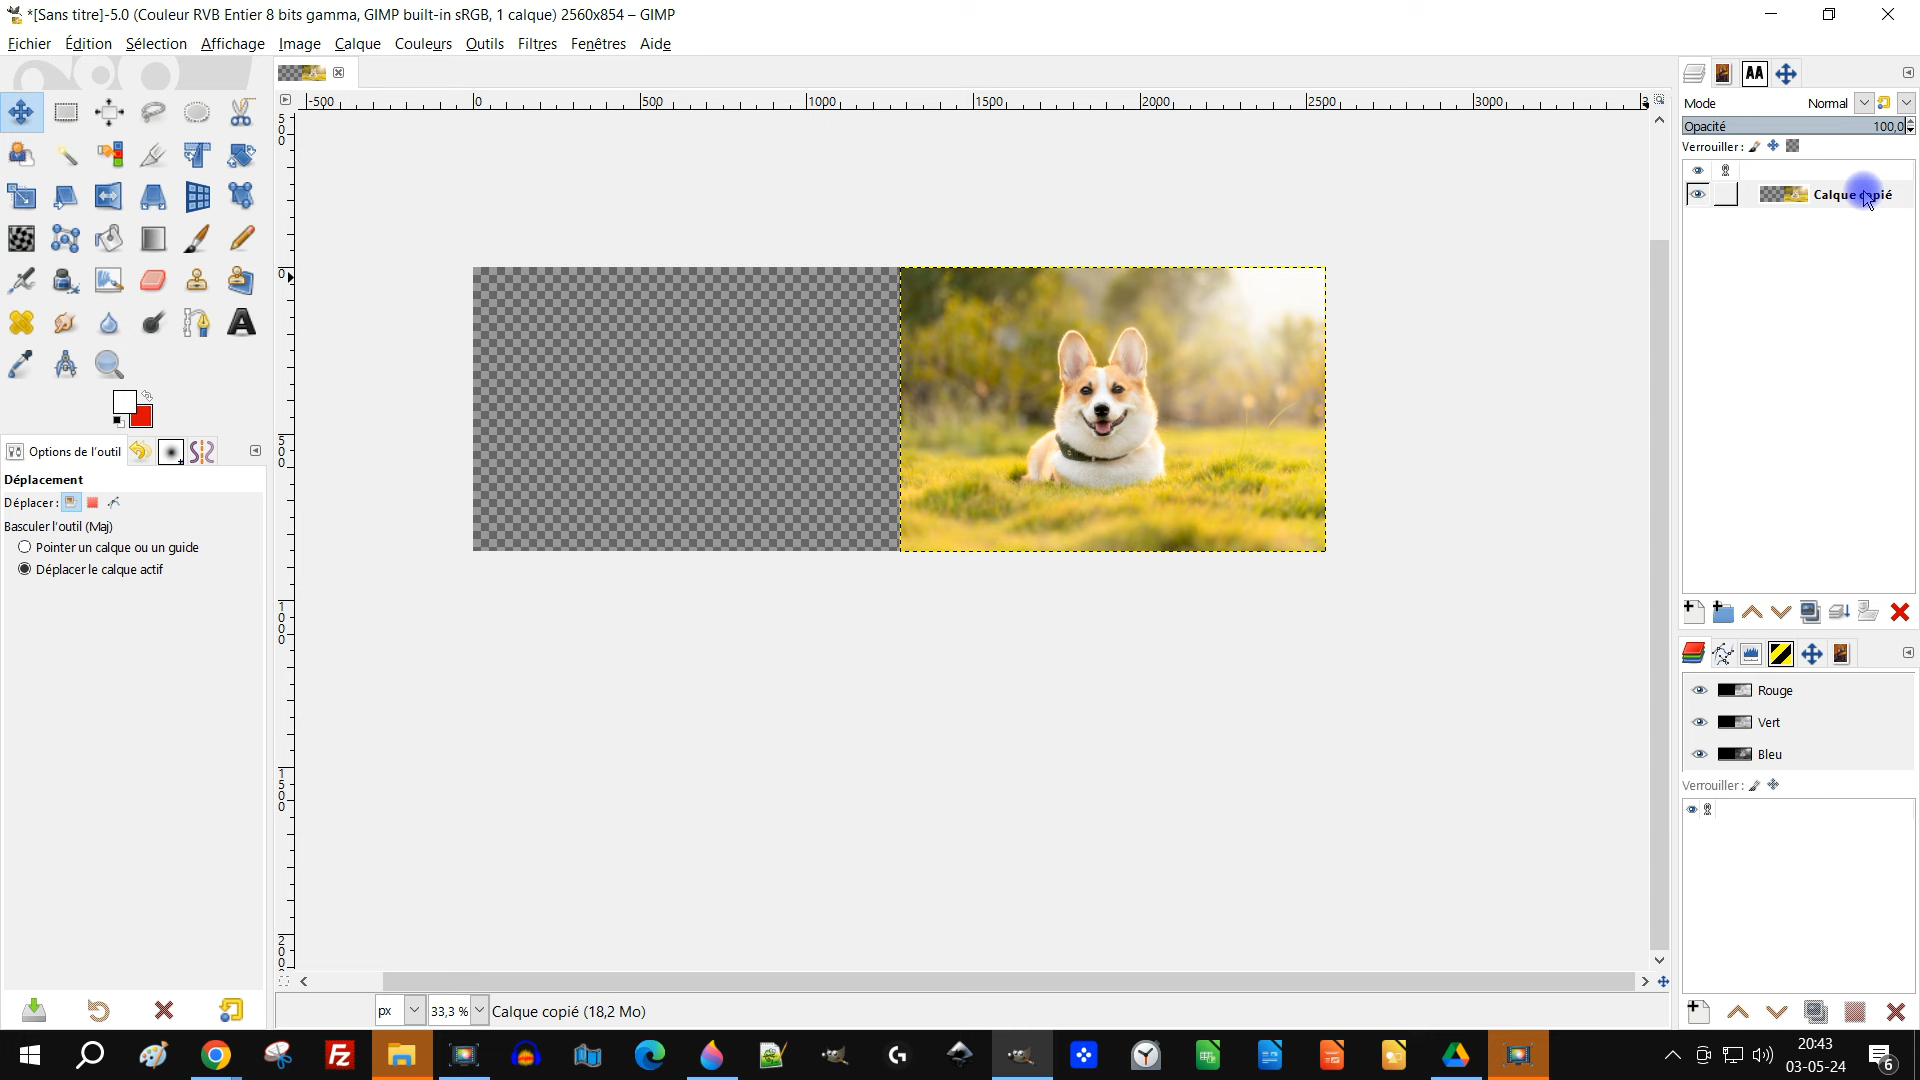 *[Sans titre]-5.0 (Couleur RVB Entier 8 bits gamma, GIMP built-in sRGB, 1 calque) 2560x854 – GIMP
Fichier Édition Sélection Affichage Image Calque Couleurs Outils Filtres Fenêtres Aide
-500 0 500 1000 1500 2000 2500 3000
Mode Normal
Opacité 100,0
Verrouiller :
Calque copié
500
0
500
1000
1500
2000
AA
A
Options de l'outil
Déplacement
Déplacer :
Basculer l'outil (Maj)
Pointer un calque ou un guide
Déplacer le calque actif
Rouge
Vert
Bleu
Verrouiller :
px 33,3 % Calque copié (18,2 Mo)
Fz
G
20:43
03-05-24
6